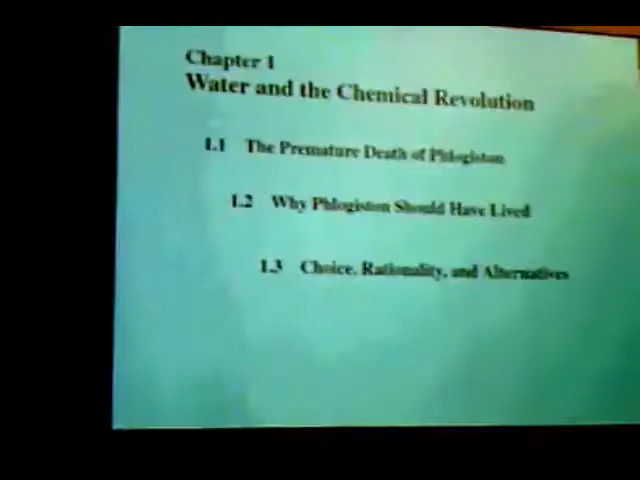 Chapter 1
Water and the Chemical Revolution
1.1 The Premature Death of Phlogiston
1.2 Why Phlogiston Should Have Lived
1.3 Choice, Rationality, and Alternatives